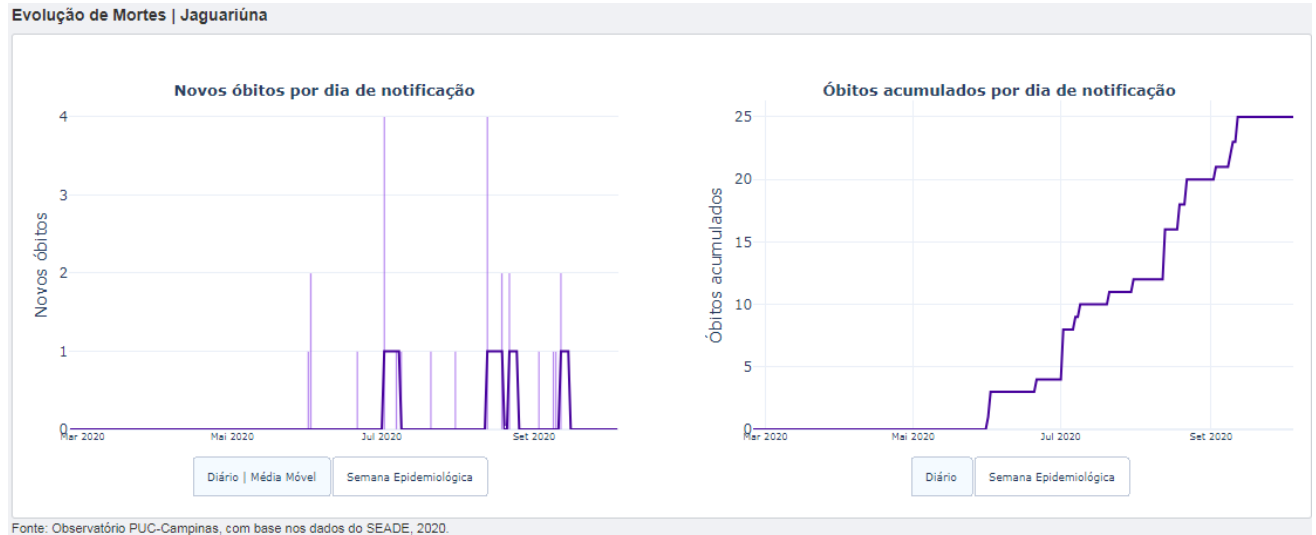 Evolução de Mortes | Jaguariúna
Novos óbitos por dia de notificação
4
3
2
1
0
Novos óbitos
Mar 2020
Mai 2020
Jul 2020
Set 2020
Diário | Média Móvel
Semana Epidemiológica
Óbitos acumulados por dia de notificação
25
20
15
10
5
0
Óbitos acumulados
Mar 2020
Mai 2020
Jul 2020
Set 2020
Diário
Semana Epidemiológica
Fonte: Observatório PUC-Campinas, com base nos dados do SEADE, 2020.